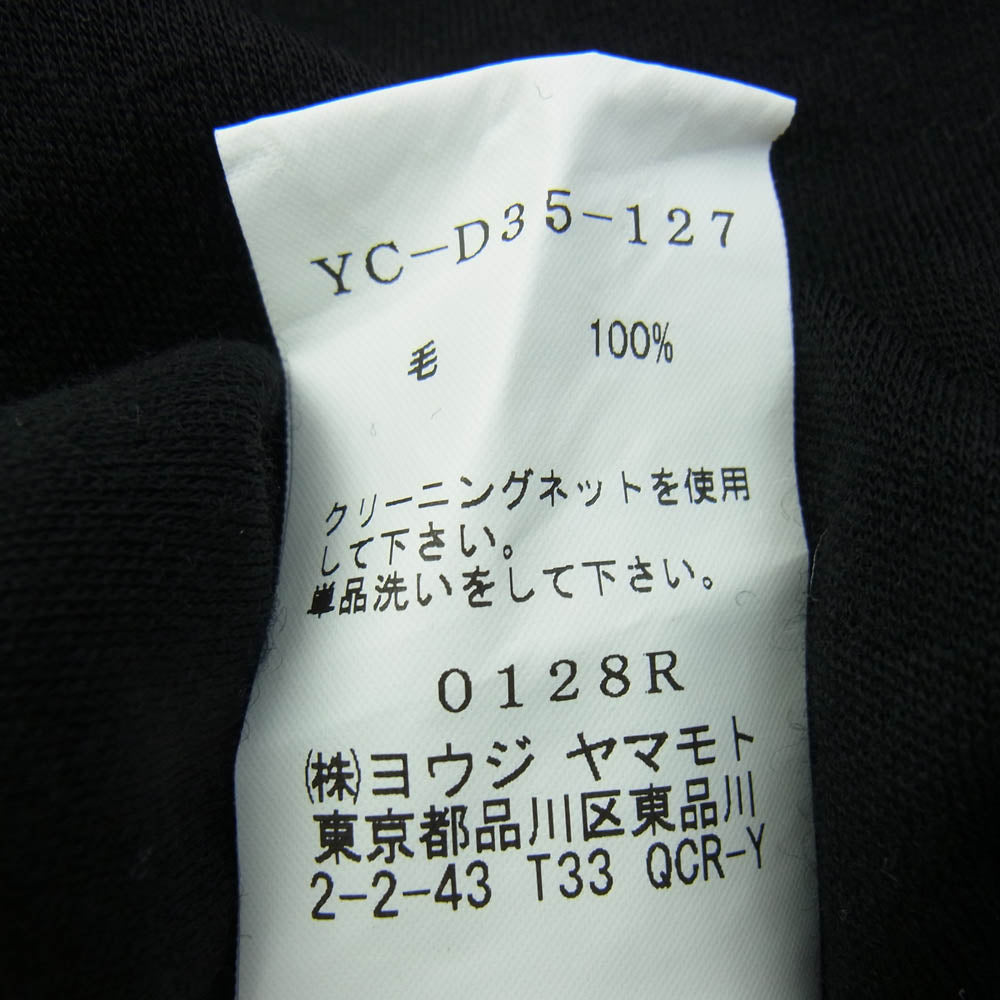 YC-D35-127
毛 100%
クリーニングネットを使用
して下さい。
単品洗いをして下さい。
0128R
(株)ヨウジ ヤマモト
東京都品川区東品川
2-2-43 T33 QCR-Y